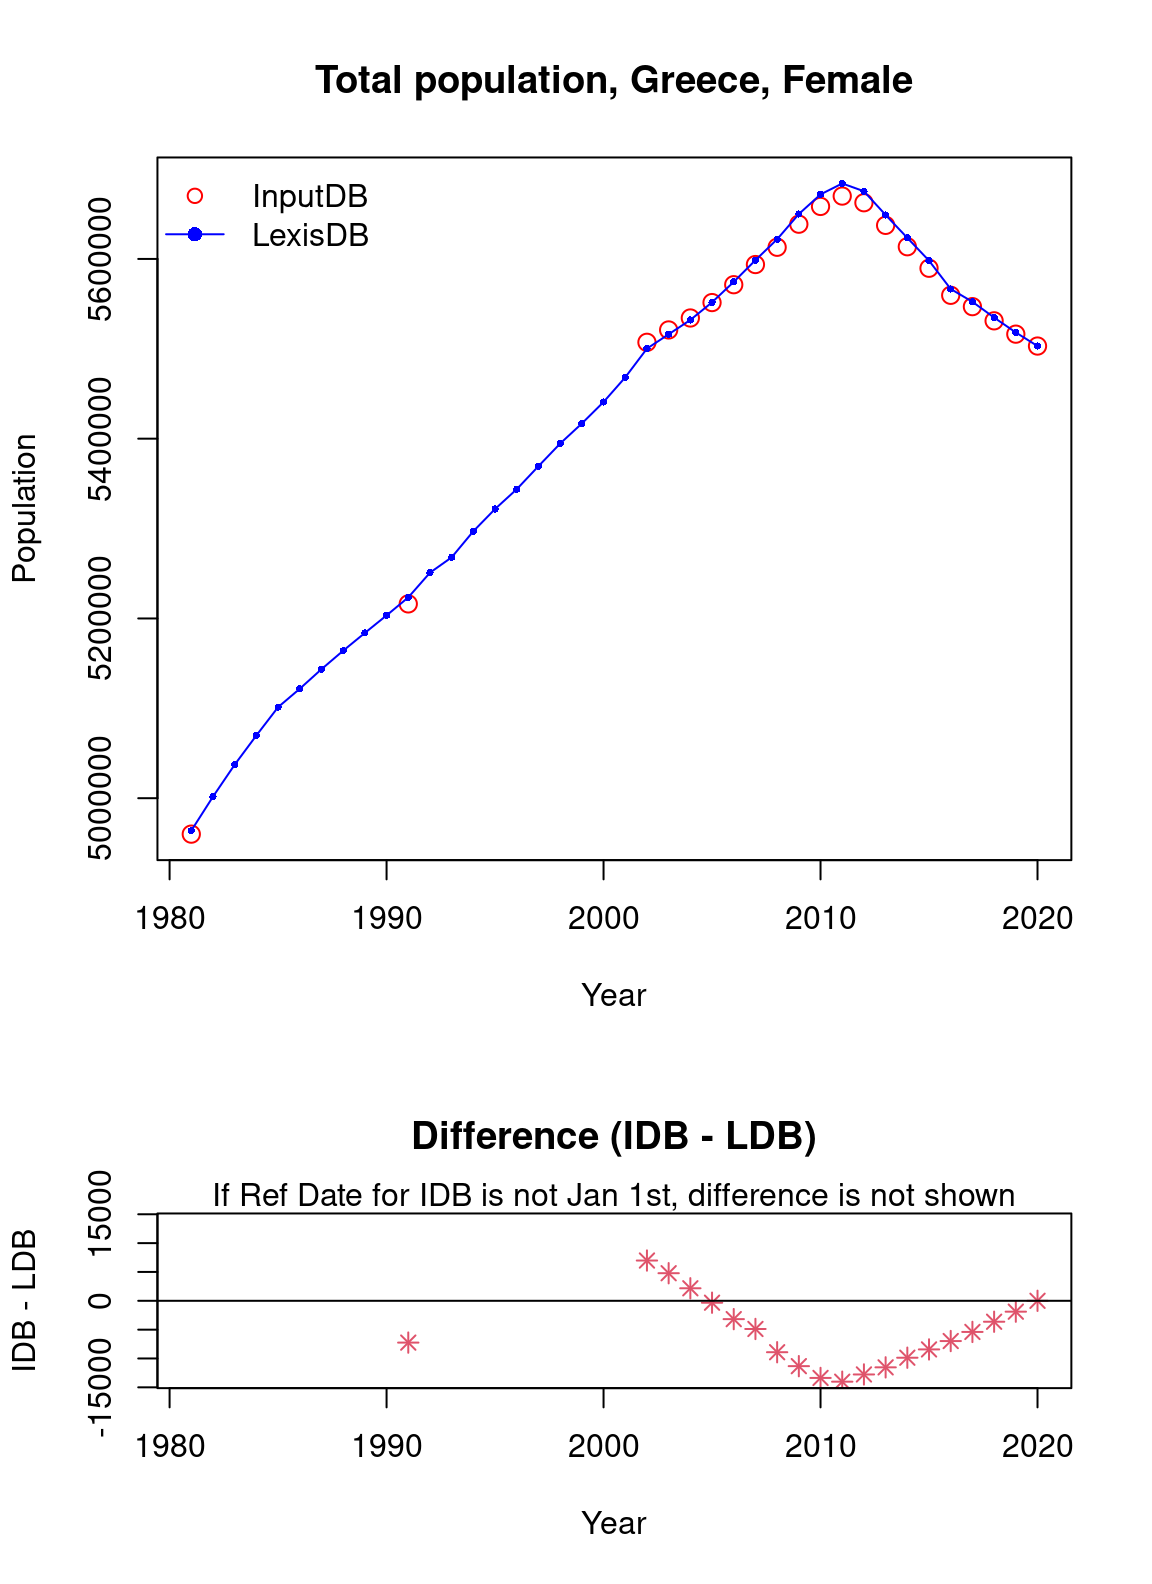 Total population, Greece, Female
InputDB
LexisDB
Population
5600000
5400000
5200000
5000000
1980 1990 2000 2010 2020
Year
Difference (IDB - LDB)
If Ref Date for IDB is not Jan 1st, difference is not shown
IDB - LDB
15000
0
-15000
1980 1990 2000 2010 2020
Year